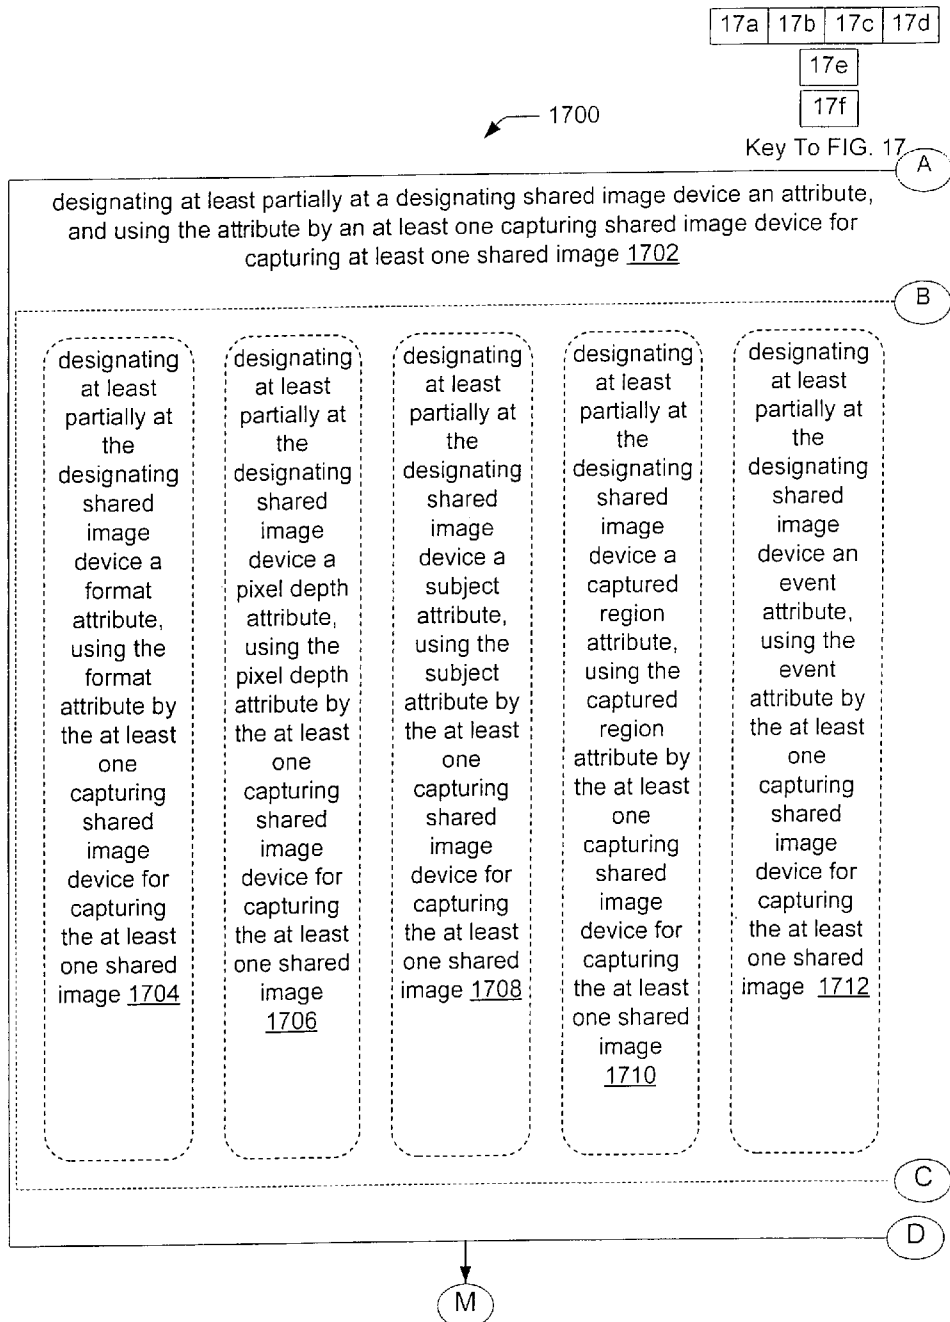 17a 17b 17c 17d
17e
17f
1700
Key To FIG. 17
A
designating at least partially at a designating shared image device an attribute,
and using the attribute by an at least one capturing shared image device for
capturing at least one shared image 1702
B
designating
at least
partially at
the
designating
shared
image
device a
format
attribute,
using the
format
attribute by
the at least
one
capturing
shared
image
device for
capturing
the at least
one shared
image 1704
designating
at least
partially at
the
designating
shared
image
device a
pixel depth
attribute,
using the
pixel depth
attribute by
the at least
one
capturing
shared
image
device for
capturing
the at least
one shared
image
1706
designating
at least
partially at
the
designating
shared
image
device a
subject
attribute,
using the
subject
attribute by
the at least
one
capturing
shared
image
device for
capturing
the at least
one shared
image 1708
designating
at least
partially at
the
designating
shared
image
device a
captured
region
attribute,
using the
captured
region
attribute by
the at least
one
capturing
shared
image
device for
capturing
the at least
one shared
image
1710
designating
at least
partially at
the
designating
shared
image
device an
event
attribute,
using the
event
attribute by
the at least
one
capturing
shared
image
device for
capturing
the at least
one shared
image 1712
C
D
M